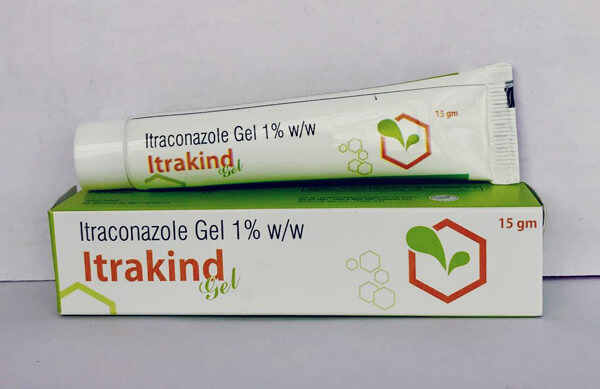 Itraconazole Gel 1% w/w
15 gm
Itrakind
Gel
Itraconazole Gel 1% w/w
15 gm
Itrakind
Gel